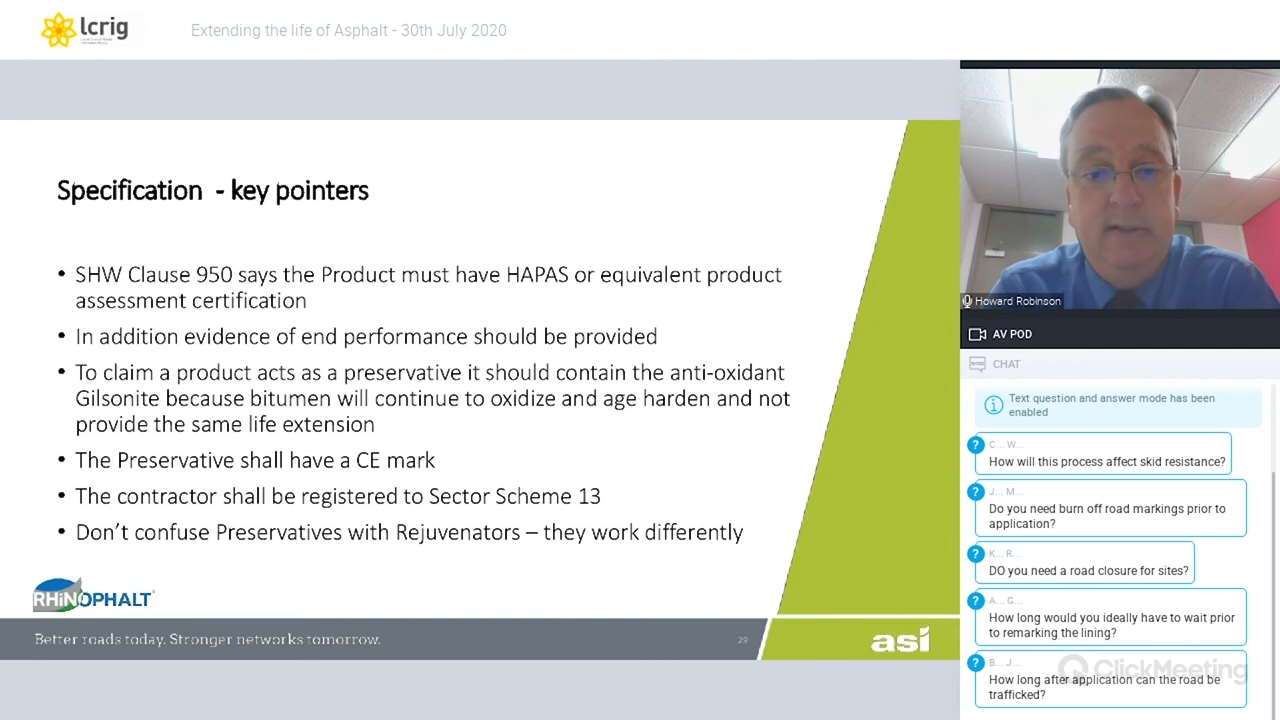 lcrig
Extending the life of Asphalt - 30th July 2020
Specification - key pointers
• SHW Clause 950 says the Product must have HAPAS or equivalent product
assessment certification
• In addition evidence of end performance should be provided
• To claim a product acts as a preservative it should contain the anti-oxidant
Gilsonite because bitumen will continue to oxidize and age harden and not
provide the same life extension
• The Preservative shall have a CE mark
• The contractor shall be registered to Sector Scheme 13
• Don't confuse Preservatives with Rejuvenators – they work differently
RHiNOPHALT
Better roads today. Stronger networks tomorrow.
29
asi
Howard Robinson
AV POD
CHAT
Text question and answer mode has been
enabled
? C... W...
How will this process affect skid resistance?
? J... M...
Do you need burn off road markings prior to
application?
? K... R...
DO you need a road closure for sites?
? A... G...
How long would you ideally have to wait prior
to remarking the lining?
? B... J...
How long after application can the road be
trafficked?
ClickMeeting